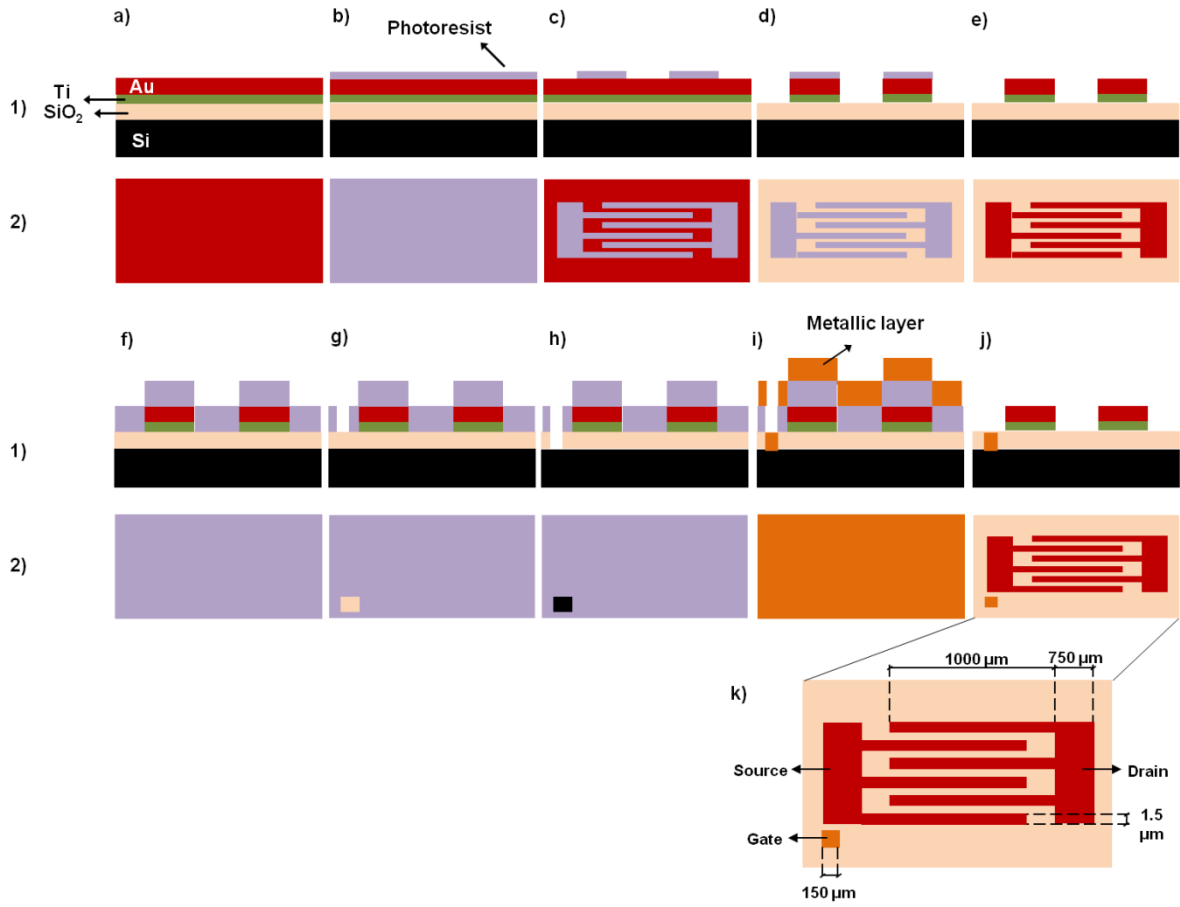 a)
b)
c)
d)
e)
Photoresist
Au
Ti
SiO₂
Si
1)
2)
f)
g)
h)
i)
j)
Metallic layer
1)
2)
k)
1000 µm
750 µm
Source
Drain
Gate
1.5
µm
150 µm